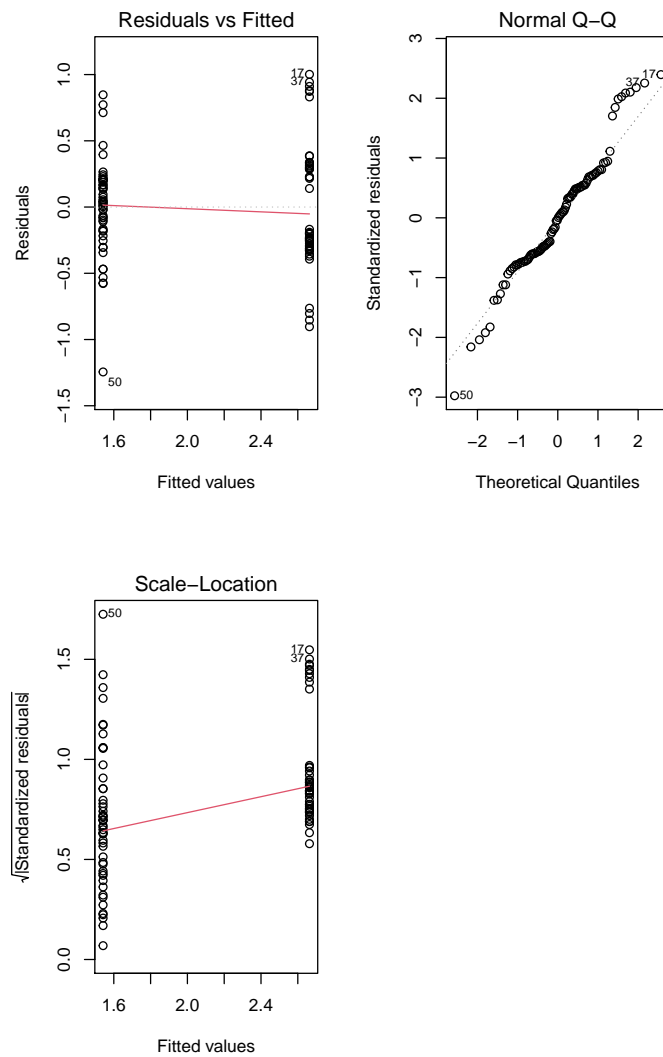 Residuals vs Fitted
Residuals
1.0
0.5
0.0
−0.5
−1.0
−1.5
17
37
50
1.6 2.0 2.4
Fitted values
Normal Q−Q
Standardized residuals
3
2
1
0
−1
−2
−3
37 17
50
−2 −1 0 1 2
Theoretical Quantiles
Scale−Location
√|Standardized residuals|
1.5
1.0
0.5
0.0
50
17
37
1.6 2.0 2.4
Fitted values